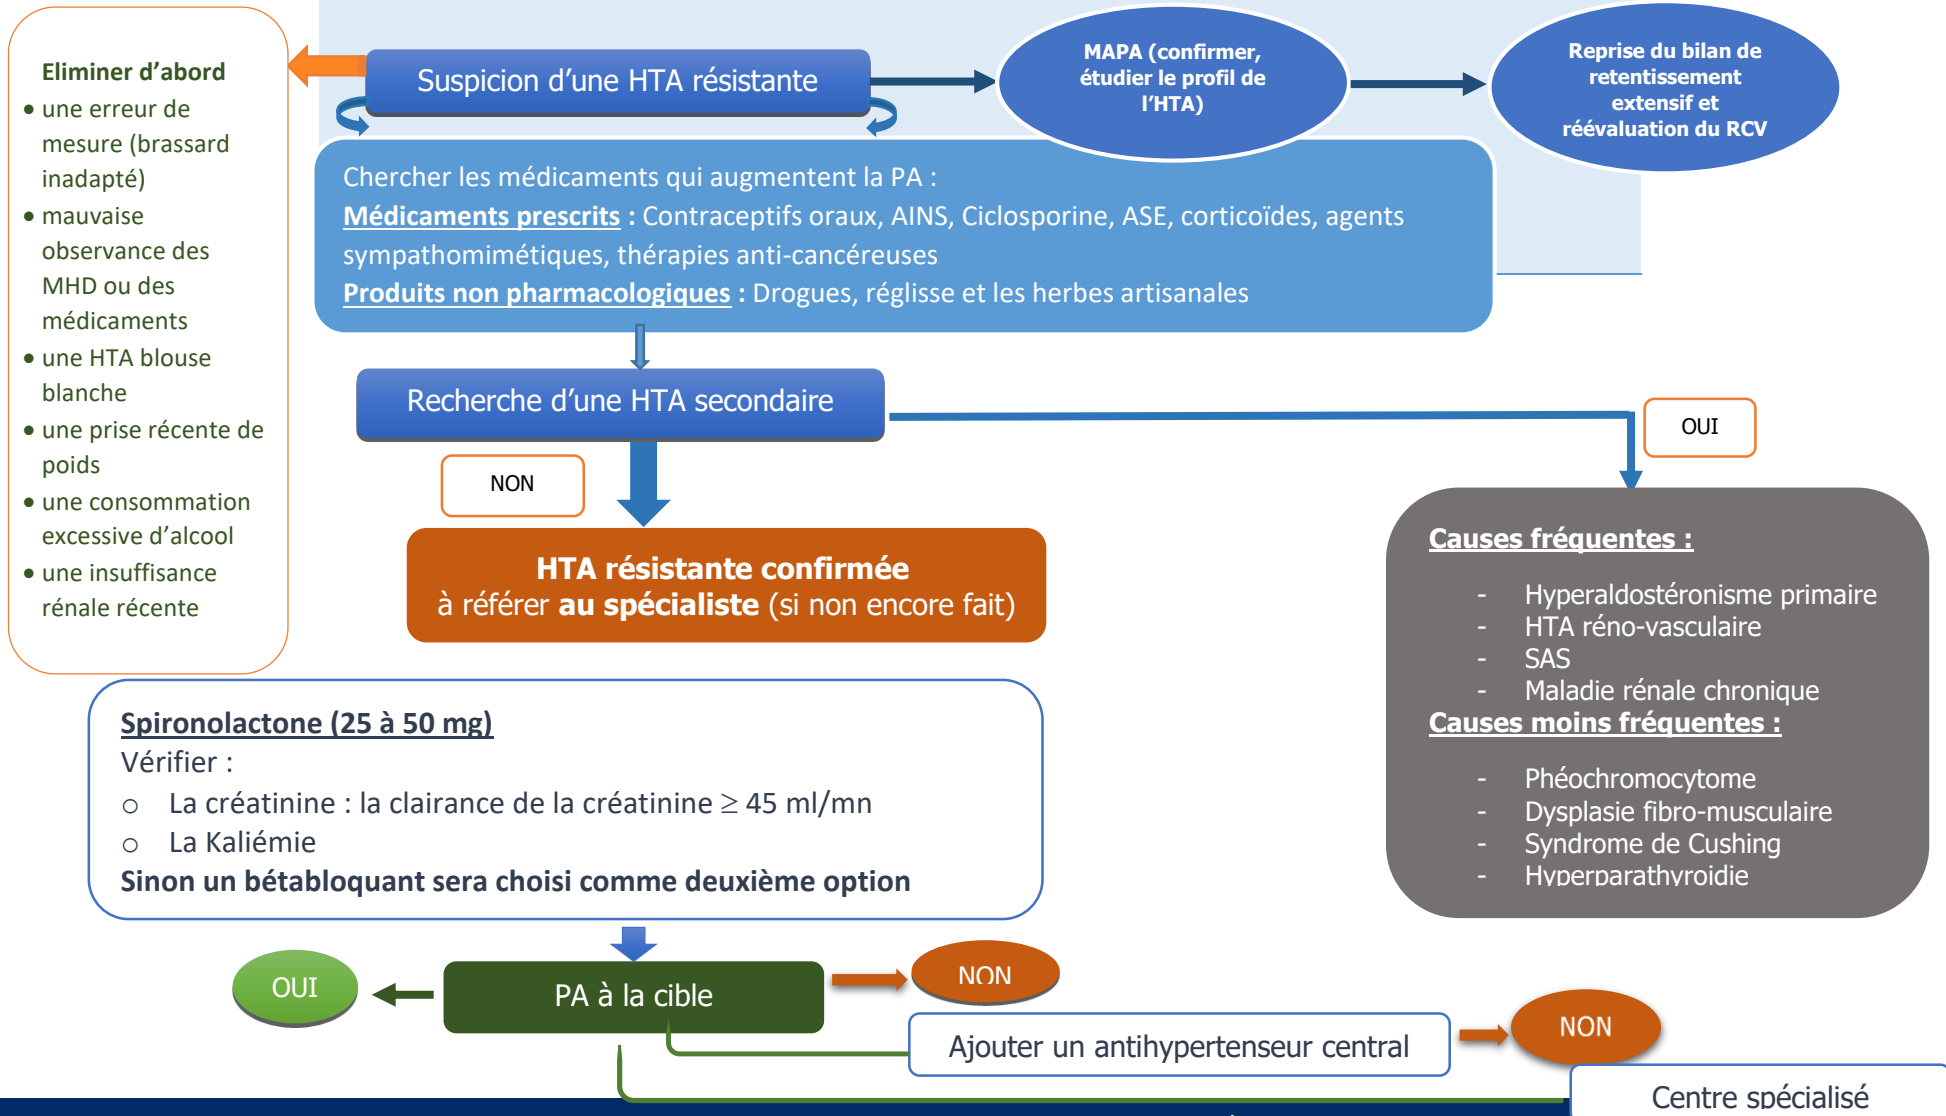 Eliminer d'abord
• une erreur de
mesure (brassard
inadapté)
• mauvaise
observance des
MHD ou des
médicaments
• une HTA blouse
blanche
• une prise récente de
poids
• une consommation
excessive d'alcool
• une insuffisance
rénale récente
Suspicion d'une HTA résistante
MAPA (confirmer,
étudier le profil de
l'HTA)
Reprise du bilan de
retentissement
extensif et
réévaluation du RCV
Chercher les médicaments qui augmentent la PA :
Médicaments prescrits : Contraceptifs oraux, AINS, Ciclosporine, ASE, corticoïdes, agents
sympathomimétiques, thérapies anti-cancéreuses
Produits non pharmacologiques : Drogues, réglisse et les herbes artisanales
Recherche d'une HTA secondaire
OUI
NON
HTA résistante confirmée
à référer au spécialiste (si non encore fait)
Causes fréquentes :
- Hyperaldostéronisme primaire
- HTA réno-vasculaire
- SAS
- Maladie rénale chronique
Causes moins fréquentes :
- Phéochromocytome
- Dysplasie fibro-musculaire
- Syndrome de Cushing
- Hyperparathyroidie
Spironolactone (25 à 50 mg)
Vérifier :
o La créatinine : la clairance de la créatinine ≥ 45 ml/mn
o La Kaliémie
Sinon un bétabloquant sera choisi comme deuxième option
OUI
PA à la cible
NON
Ajouter un antihypertenseur central
NON
Centre spécialisé